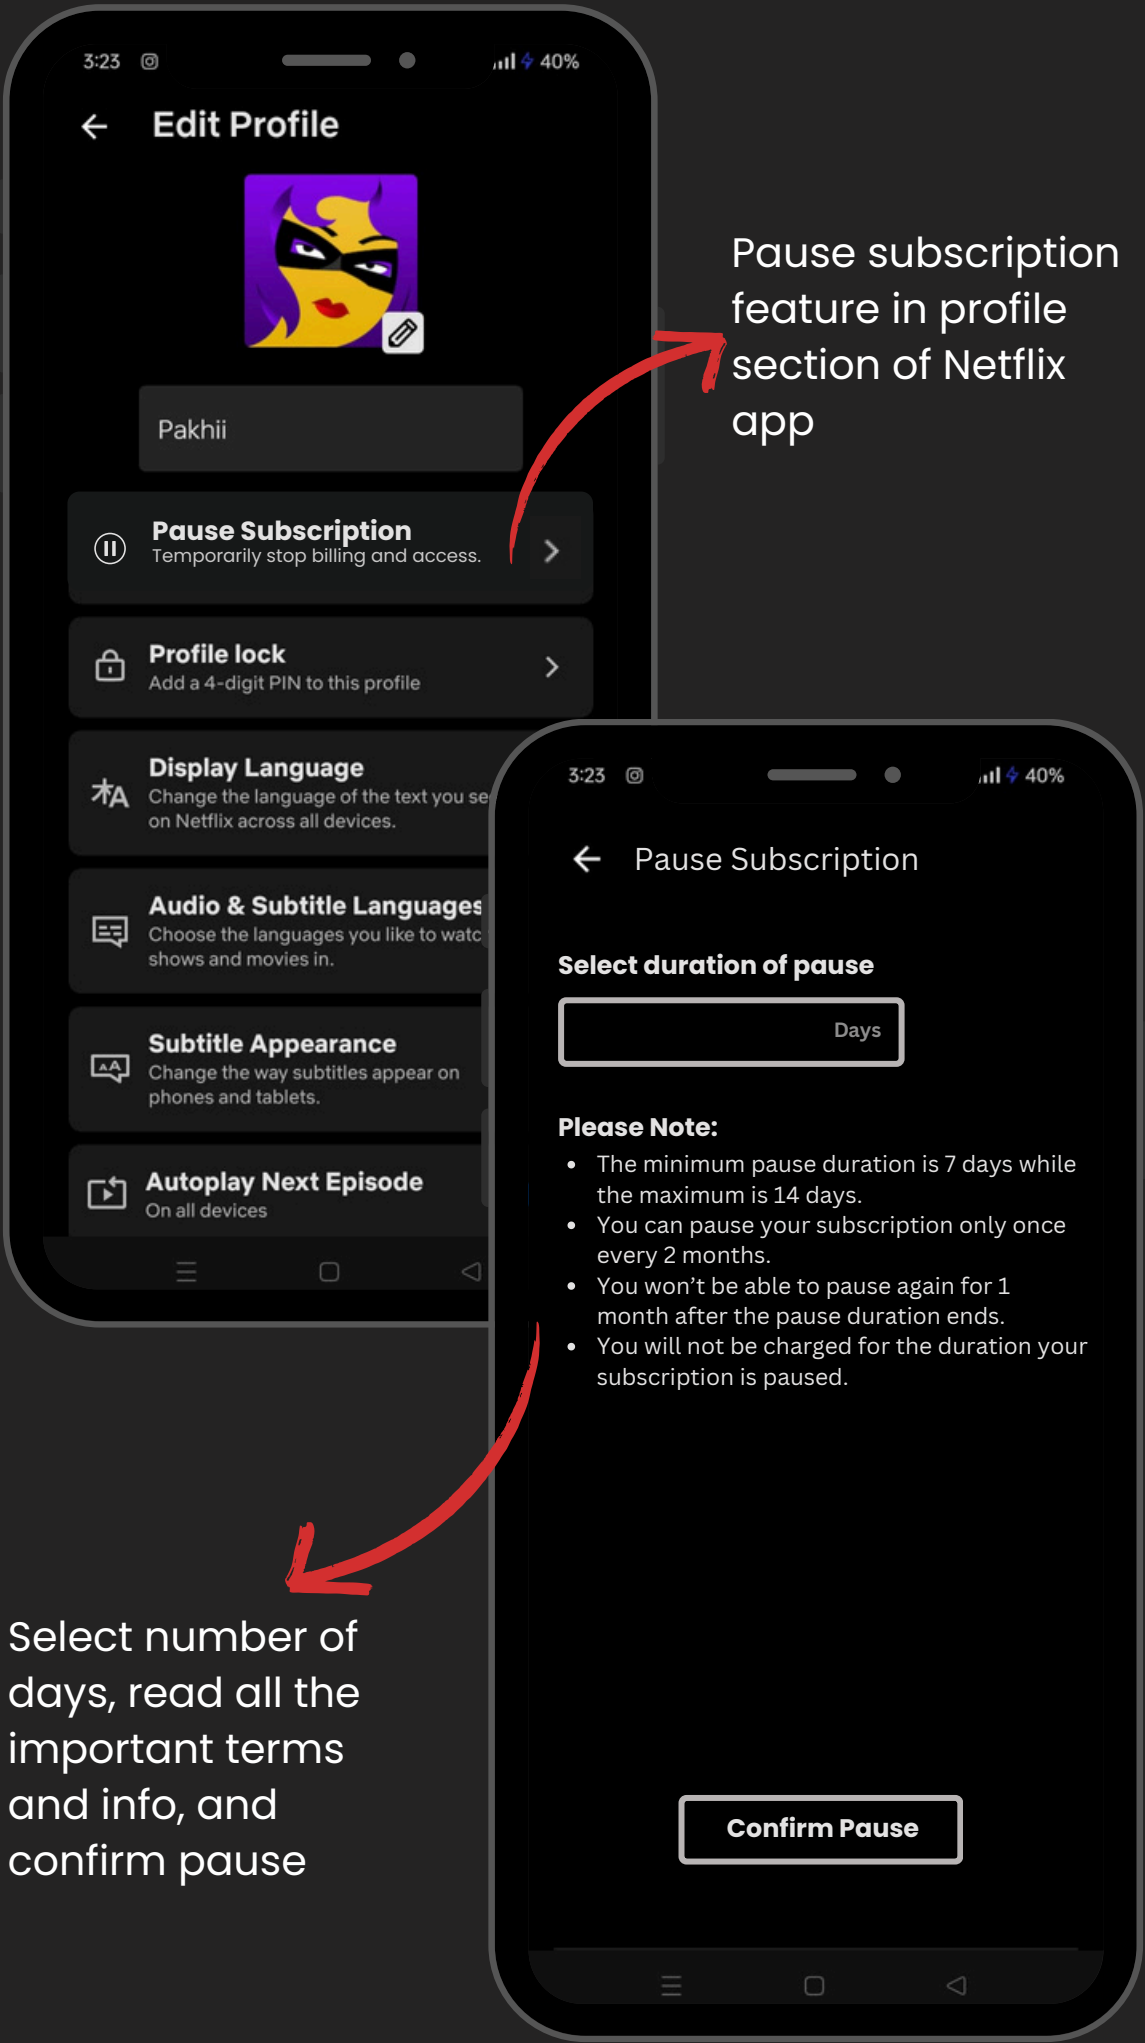 3:23
40%
Edit Profile
Pakhii
Pause Subscription
Temporarily stop billing and access.
Profile lock
Add a 4-digit PIN to this profile
Display Language
Change the language of the text you se
on Netflix across all devices.
Audio & Subtitle Languages
Choose the languages you like to watc
shows and movies in.
Subtitle Appearance
Change the way subtitles appear on
phones and tablets.
Autoplay Next Episode
On all devices
Pause subscription
feature in profile
section of Netflix
app
3:23
40%
Pause Subscription
Select duration of pause
Days
Please Note:
• The minimum pause duration is 7 days while
the maximum is 14 days.
• You can pause your subscription only once
every 2 months.
• You won’t be able to pause again for 1
month after the pause duration ends.
• You will not be charged for the duration your
subscription is paused.
Confirm Pause
Select number of
days, read all the
important terms
and info, and
confirm pause